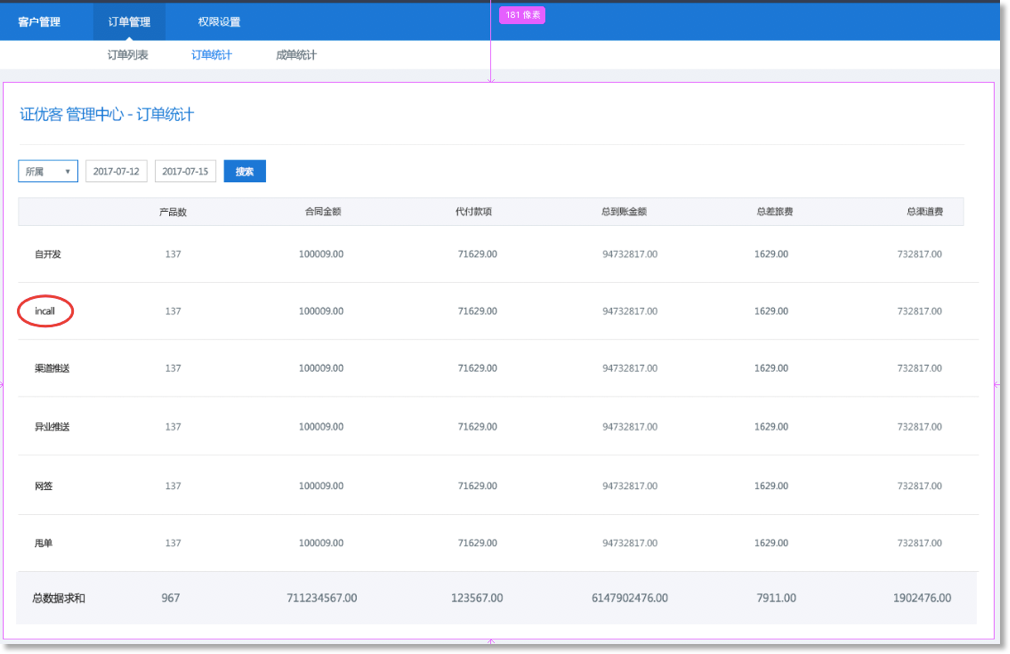 客户管理 订单管理 权限设置 181 像素
订单列表 订单统计 成单统计
证优客 管理中心 - 订单统计
所属 ▼ 2017-07-12 2017-07-15 搜索
产品数 合同金额 代付款项 总到账金额 总差旅费 总渠道费
自开发 137 100009.00 71629.00 94732817.00 1629.00 732817.00
incall 137 100009.00 71629.00 94732817.00 1629.00 732817.00
渠道推送 137 100009.00 71629.00 94732817.00 1629.00 732817.00
异业推送 137 100009.00 71629.00 94732817.00 1629.00 732817.00
网签 137 100009.00 71629.00 94732817.00 1629.00 732817.00
甩单 137 100009.00 71629.00 94732817.00 1629.00 732817.00
总数据求和 967 711234567.00 123567.00 6147902476.00 7911.00 1902476.00